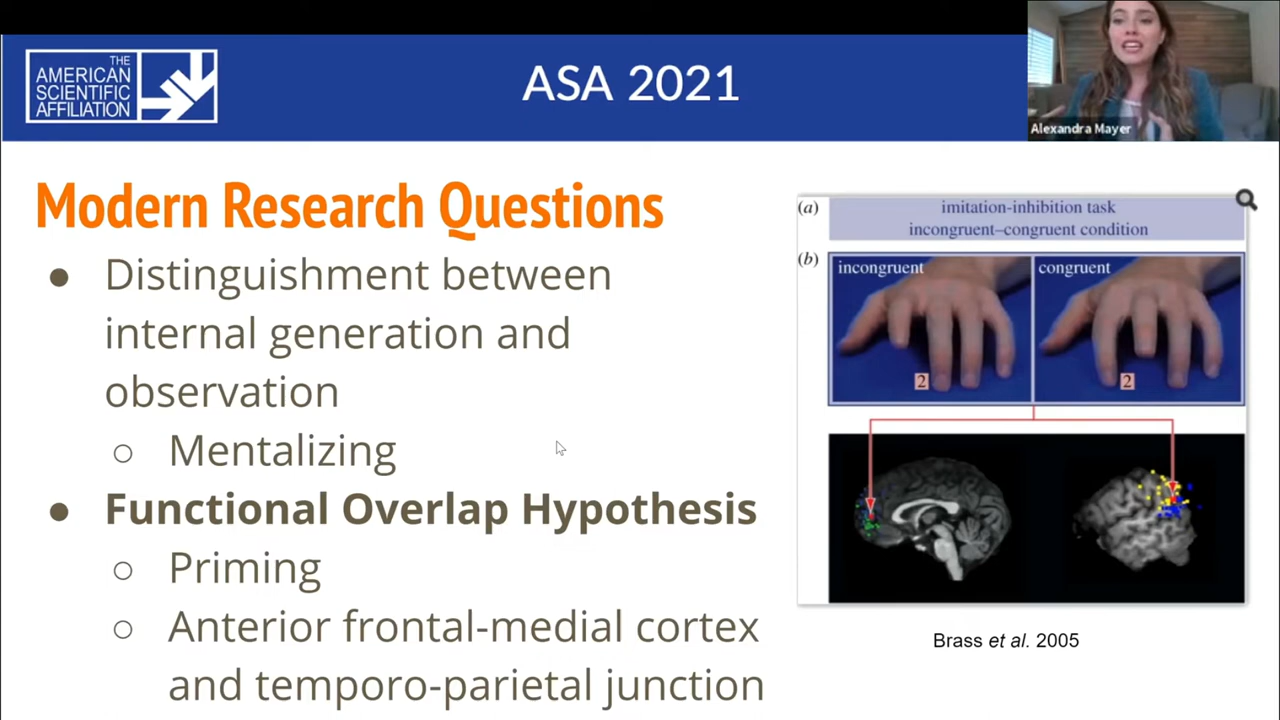 THE
AMERICAN
SCIENTIFIC
AFFILIATION
ASA 2021
Alexandra Mayer
Modern Research Questions
● Distinguishment between
internal generation and
observation
○ Mentalizing
● Functional Overlap Hypothesis
○ Priming
○ Anterior frontal-medial cortex
and temporo-parietal junction
(a)
imitation-inhibition task
incongruent–congruent condition
(b)
incongruent
congruent
2
2
Brass et al. 2005